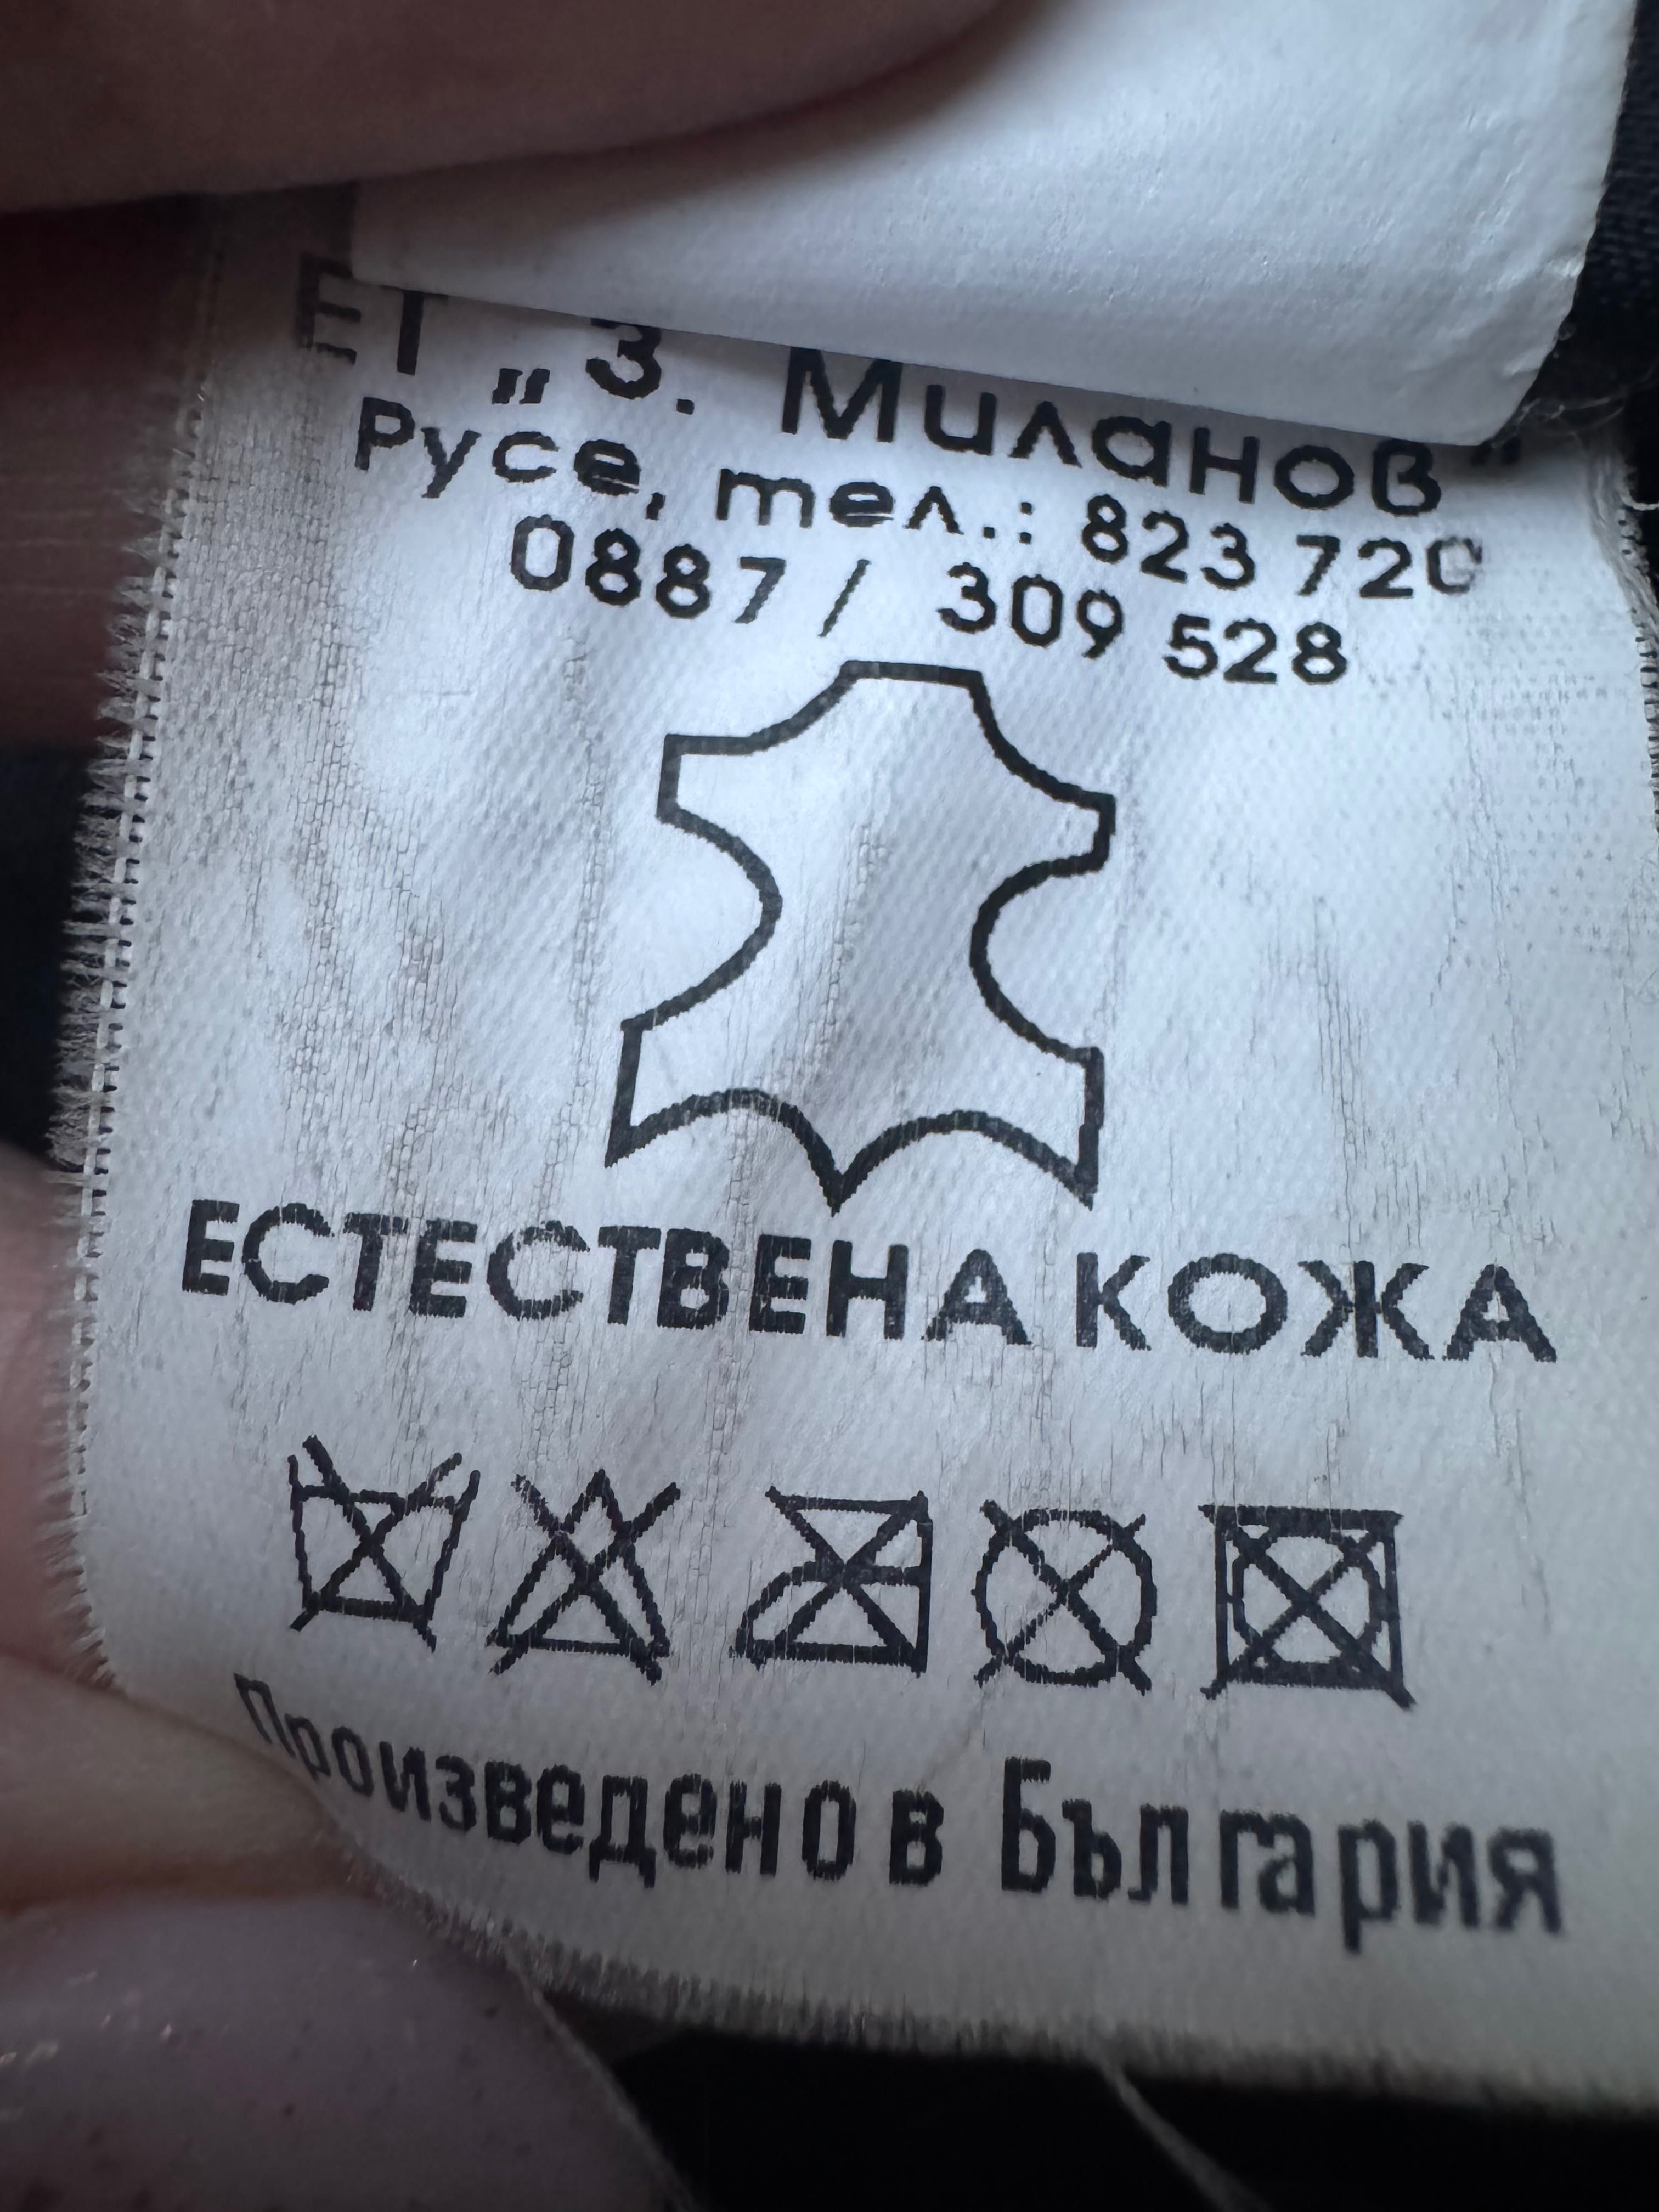 ЕТ „З. Миланов"
Русе, тел.: 823 720
0887 / 309 528
ЕСТЕСТВЕНА КОЖА
Произведено в България